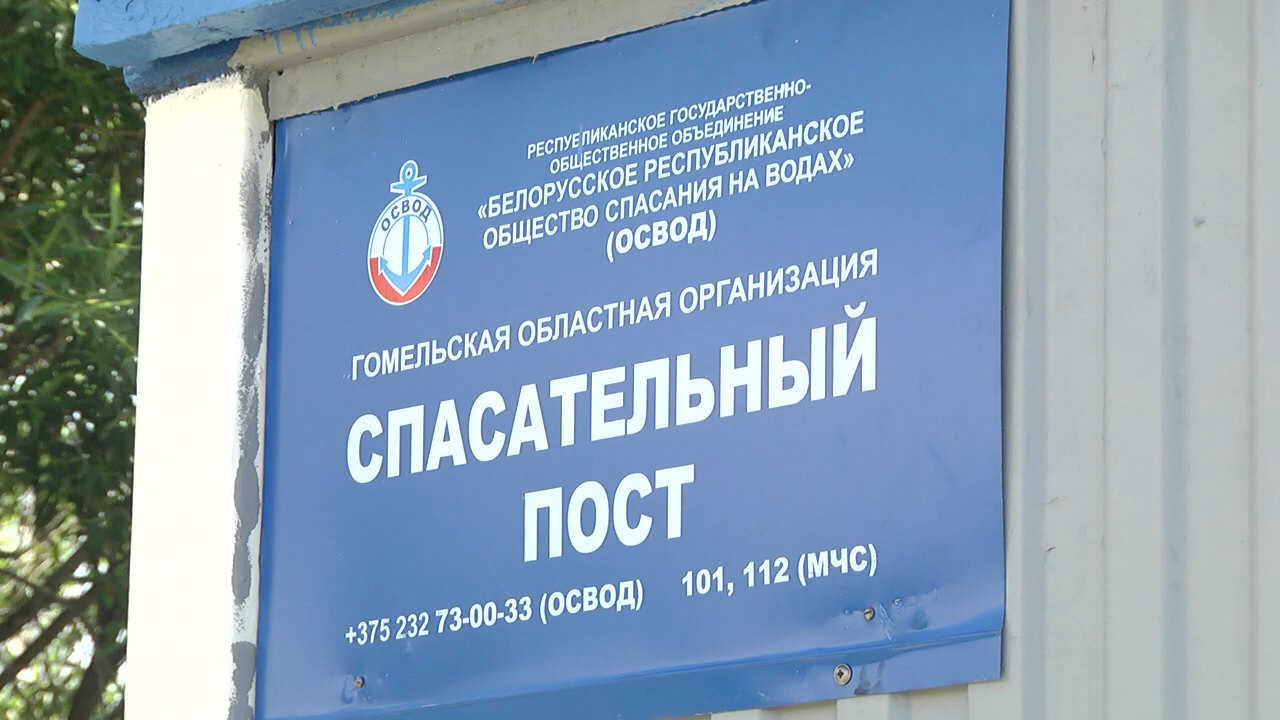 РЕСПУБЛИКАНСКОЕ ГОСУДАРСТВЕННО-
ОБЩЕСТВЕННОЕ ОБЪЕДИНЕНИЕ
«БЕЛОРУССКОЕ РЕСПУБЛИКАНСКОЕ
ОБЩЕСТВО СПАСАНИЯ НА ВОДАХ»
(ОСВОД)
ОСВОД
ГОМЕЛЬСКАЯ ОБЛАСТНАЯ ОРГАНИЗАЦИЯ
СПАСАТЕЛЬНЫЙ
ПОСТ
+375 232 73-00-33 (ОСВОД) 101, 112 (МЧС)